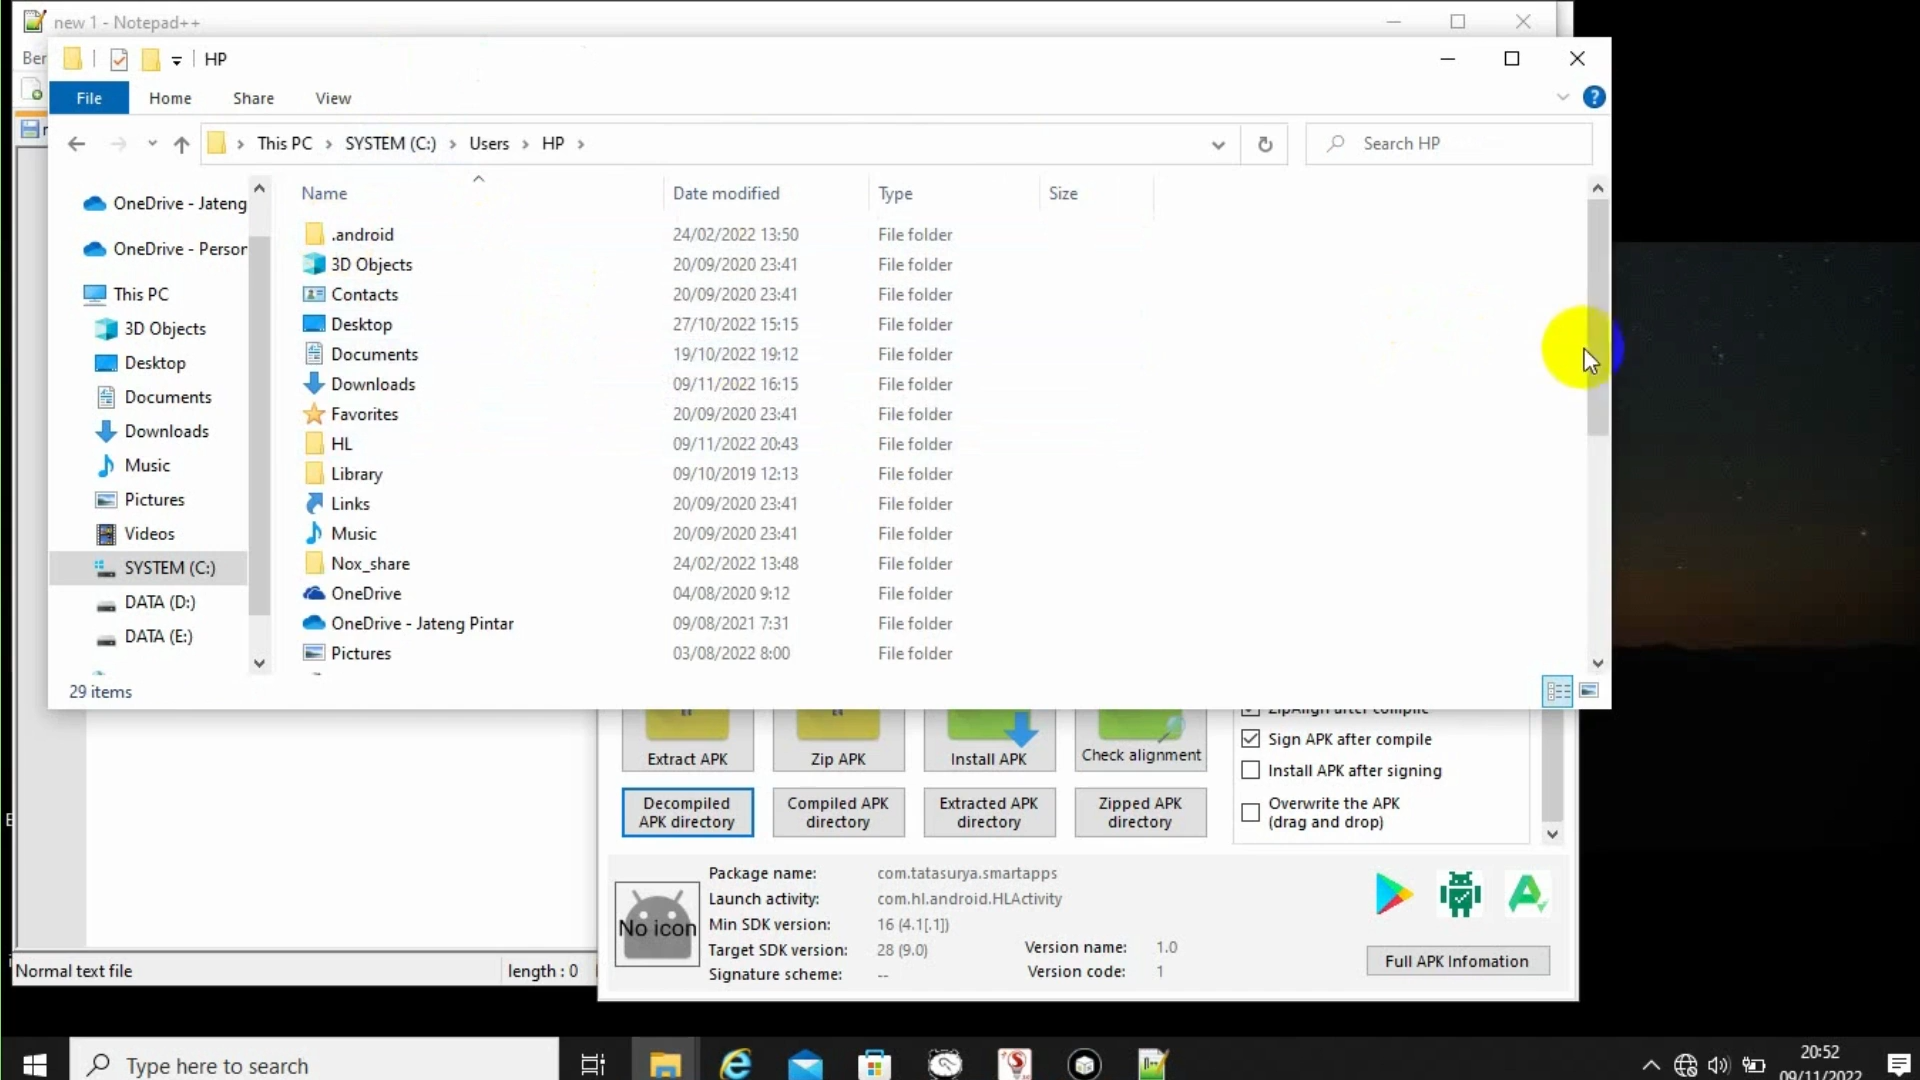 new 1 - Notepad++
Ber
HP
File Home Share View
This PC > SYSTEM (C:) > Users > HP >
Search HP
Name Date modified Type Size
OneDrive - Jateng
OneDrive - Person
This PC
3D Objects
Desktop
Documents
Downloads
Music
Pictures
Videos
SYSTEM (C:)
DATA (D:)
DATA (E:)
.android 24/02/2022 13:50 File folder
3D Objects 20/09/2020 23:41 File folder
Contacts 20/09/2020 23:41 File folder
Desktop 27/10/2022 15:15 File folder
Documents 19/10/2022 19:12 File folder
Downloads 09/11/2022 16:15 File folder
Favorites 20/09/2020 23:41 File folder
HL 09/11/2022 20:43 File folder
Library 09/10/2019 12:13 File folder
Links 20/09/2020 23:41 File folder
Music 20/09/2020 23:41 File folder
Nox_share 24/02/2022 13:48 File folder
OneDrive 04/08/2020 9:12 File folder
OneDrive - Jateng Pintar 09/08/2021 7:31 File folder
Pictures 03/08/2022 8:00 File folder
29 items
Extract APK
Zip APK
Install APK
Check alignment
ZipAlign after compile
Sign APK after compile
Install APK after signing
Overwrite the APK
(drag and drop)
Decompiled
APK directory
Compiled APK
directory
Extracted APK
directory
Zipped APK
directory
No icon
Package name: com.tatasurya.smartapps
Launch activity: com.hl.android.HLActivity
Min SDK version: 16 (4.1[.1])
Target SDK version: 28 (9.0)
Signature scheme: --
Version name: 1.0
Version code: 1
Full APK Infomation
Normal text file
length : 0
Type here to search
20:52
09/11/2022